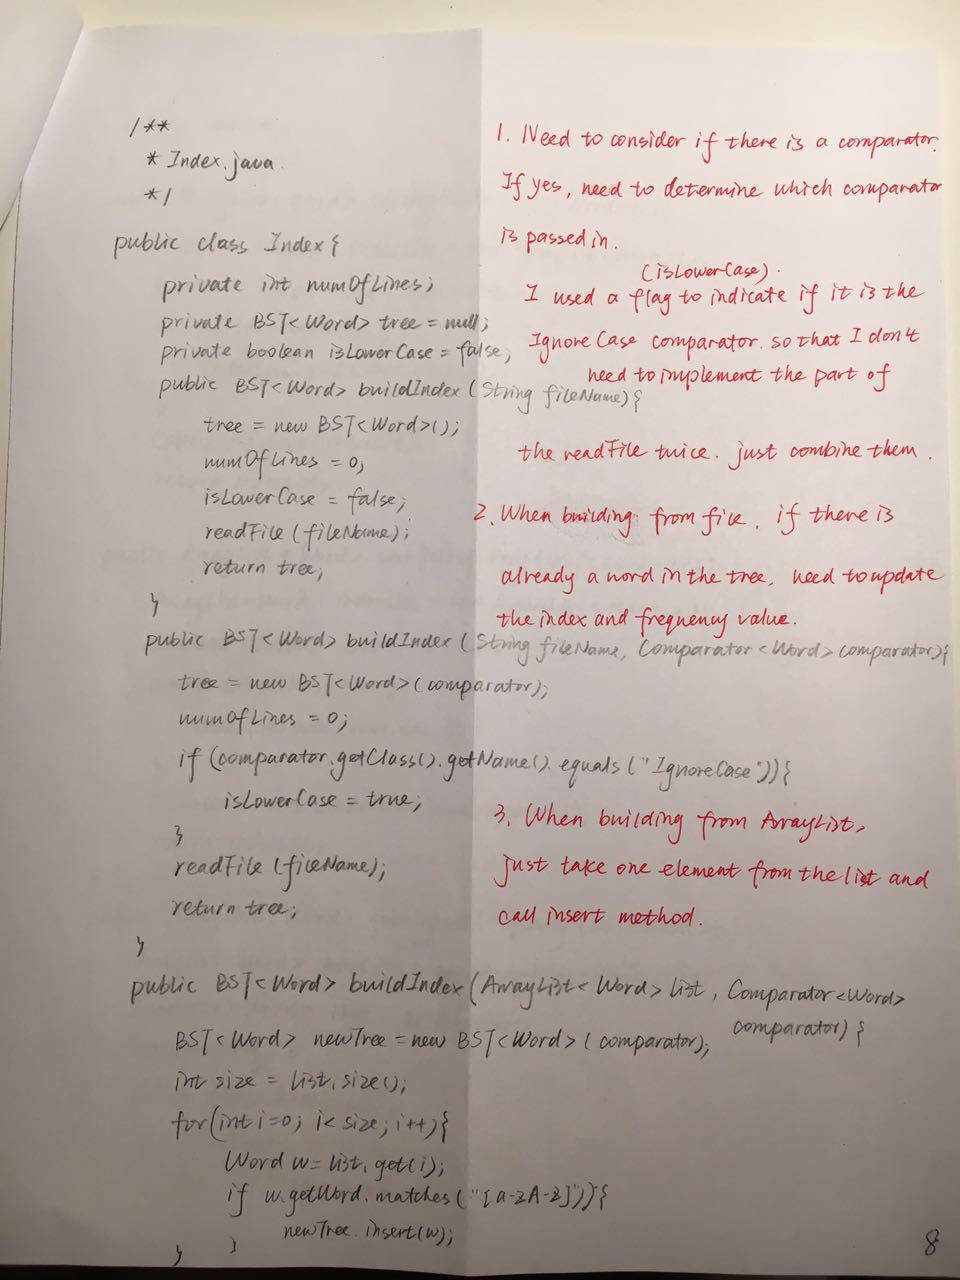 /**
* Index.java
*/
public class Index{
private int numOfLines;
private BST<Word> tree = null;
private boolean isLowerCase = false;
public BST<Word> buildIndex (String fileName){
tree = new BST<Word>();
numOfLines = 0;
isLowerCase = false;
readFile (fileName);
return tree;
}
public BST<Word> buildIndex (String fileName, Comparator<Word> comparator){
tree = new BST<Word>(comparator);
numOfLines = 0;
if (comparator.getClass().getName().equals("IgnoreCase")){
isLowerCase = true;
}
readFile (fileName);
return tree;
}
public BST<Word> buildIndex (ArrayList<Word> list, Comparator<Word>
comparator) {
BST<Word> newTree = new BST<Word>(comparator);
int size = list.size();
for(int i=0; i< size; i++){
Word w = list.get(i);
if w.getWord.matches("[a-zA-Z]")){
newTree.insert(w);
}
}
1. Need to consider if there is a comparator.
If yes, need to determine which comparator
is passed in.
(isLowerCase).
I used a flag to indicate if it is the
IgnoreCase comparator. so that I don't
need to implement the part of
the readFile twice. just combine them.
2. When building from file, if there is
already a word in the tree, need to update
the index and frequency value.
3. When building from ArrayList,
just take one element from the list and
call insert method.
8